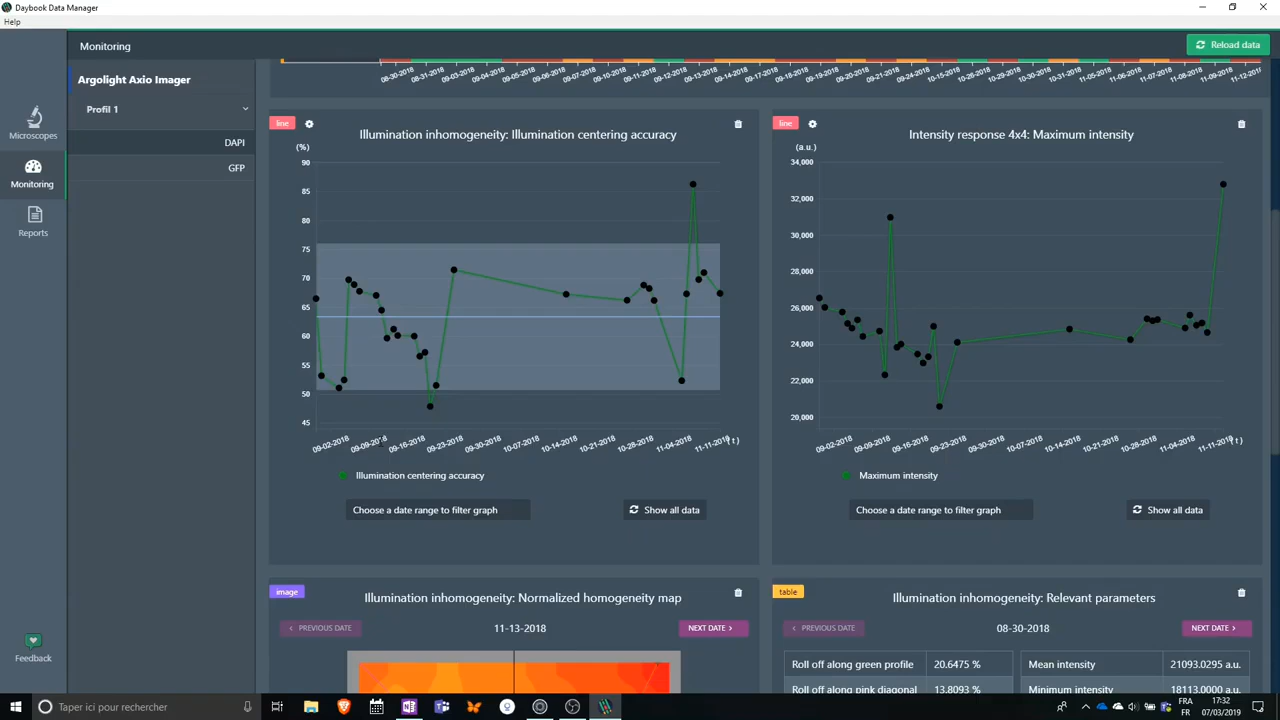 Daybook Data Manager
Help
Monitoring
Reload data
Argolight Axio Imager
Profil 1
DAPI
GFP
Microscopes
Monitoring
Reports
Feedback
08-30-2018 08-31-2018 09-03-2018 09-04-2018 09-05-2018 09-06-2018 09-07-2018 09-10-2018 09-11-2018 09-12-2018 09-13-2018 09-14-2018 09-17-2018 09-18-2018 09-19-2018 09-20-2018 09-21-2018 09-24-2018 10-15-2018 10-26-2018 10-29-2018 10-30-2018 10-31-2018 11-05-2018 11-06-2018 11-07-2018 11-08-2018 11-09-2018 11-12-2018
line
Illumination inhomogeneity: Illumination centering accuracy
(%)
90
85
80
75
70
65
60
55
50
45
09-02-2018 09-09-2018 09-16-2018 09-23-2018 09-30-2018 10-07-2018 10-14-2018 10-21-2018 10-28-2018 11-04-2018 11-11-2018 ( t )
Illumination centering accuracy
Choose a date range to filter graph
Show all data
line
Intensity response 4x4: Maximum intensity
(a.u.)
34,000
32,000
30,000
28,000
26,000
24,000
22,000
20,000
09-02-2018 09-09-2018 09-16-2018 09-23-2018 09-30-2018 10-07-2018 10-14-2018 10-21-2018 10-28-2018 11-04-2018 11-11-2018 ( t )
Maximum intensity
Choose a date range to filter graph
Show all data
image
Illumination inhomogeneity: Normalized homogeneity map
PREVIOUS DATE
11-13-2018
NEXT DATE
table
Illumination inhomogeneity: Relevant parameters
PREVIOUS DATE
08-30-2018
NEXT DATE
Roll off along green profile 20.6475 % Mean intensity 21093.0295 a.u.
Roll off along pink diagonal 13.8093 % Minimum intensity 18113.0000 a.u.
Taper ici pour rechercher
FRA
FR
17:32
07/03/2019